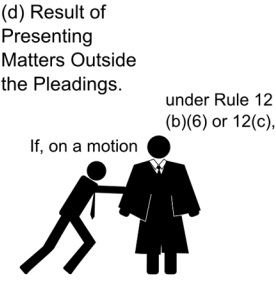 (d) Result of
Presenting
Matters Outside
the Pleadings.
under Rule 12
(b)(6) or 12(c),
If, on a motion